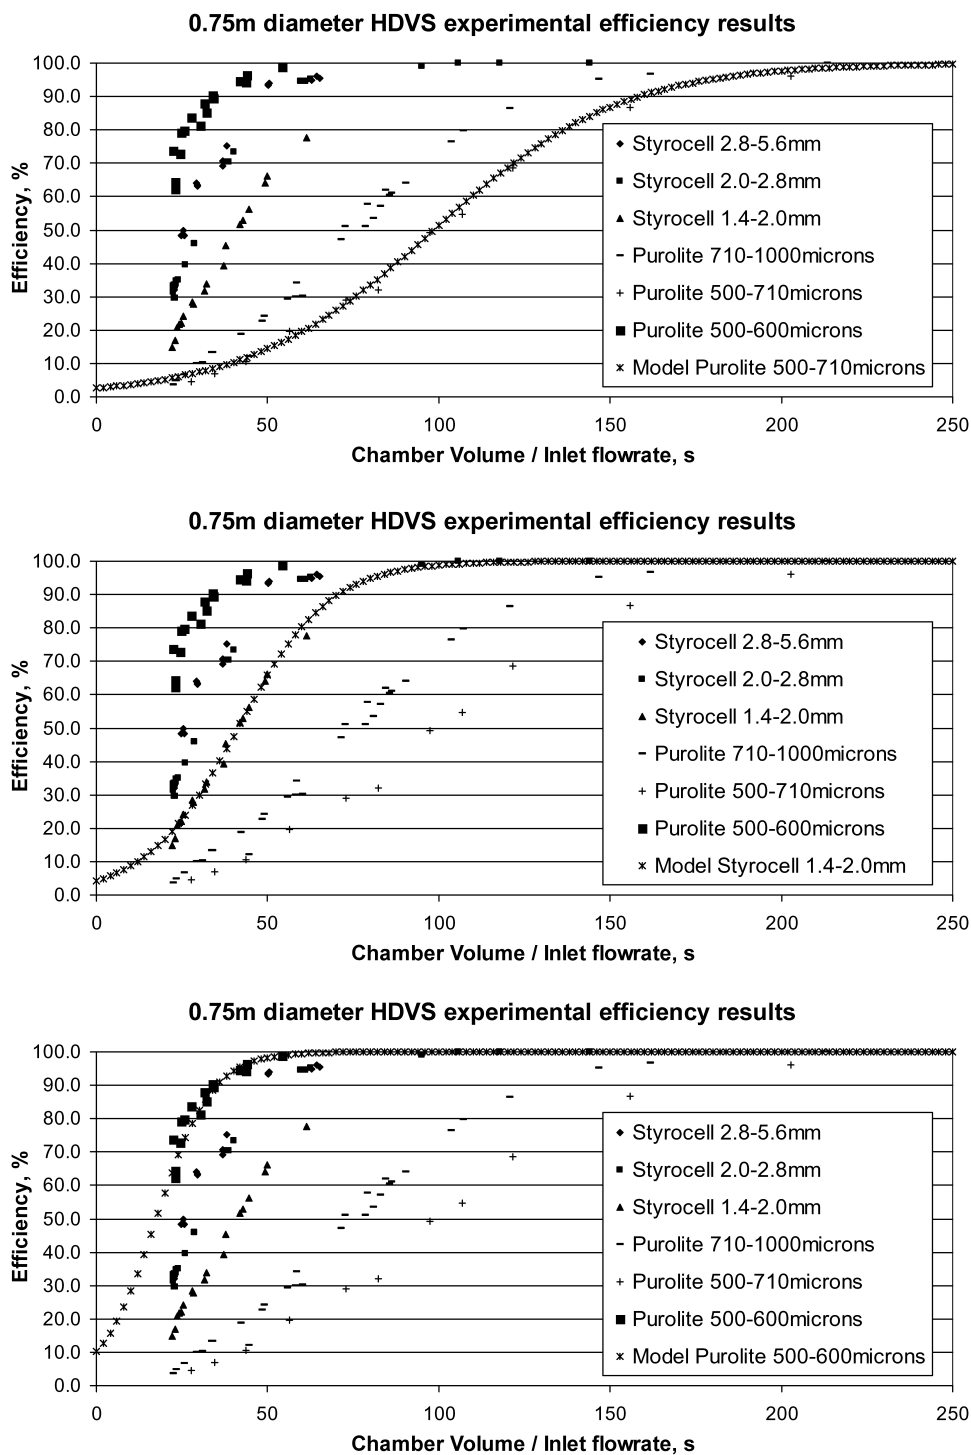 0.75m diameter HDVS experimental efficiency results
100.0
90.0
80.0
70.0
60.0
50.0
40.0
30.0
20.0
10.0
0.0
Efficiency, %
Styrocell 2.8-5.6mm
Styrocell 2.0-2.8mm
Styrocell 1.4-2.0mm
Purolite 710-1000microns
Purolite 500-710microns
Purolite 500-600microns
Model Purolite 500-710microns
0 50 100 150 200 250
Chamber Volume / Inlet flowrate, s
0.75m diameter HDVS experimental efficiency results
100.0
90.0
80.0
70.0
60.0
50.0
40.0
30.0
20.0
10.0
0.0
Efficiency, %
Styrocell 2.8-5.6mm
Styrocell 2.0-2.8mm
Styrocell 1.4-2.0mm
Purolite 710-1000microns
Purolite 500-710microns
Purolite 500-600microns
Model Styrocell 1.4-2.0mm
0 50 100 150 200 250
Chamber Volume / Inlet flowrate, s
0.75m diameter HDVS experimental efficiency results
100.0
90.0
80.0
70.0
60.0
50.0
40.0
30.0
20.0
10.0
0.0
Efficiency, %
Styrocell 2.8-5.6mm
Styrocell 2.0-2.8mm
Styrocell 1.4-2.0mm
Purolite 710-1000microns
Purolite 500-710microns
Purolite 500-600microns
Model Purolite 500-600microns
0 50 100 150 200 250
Chamber Volume / Inlet flowrate, s